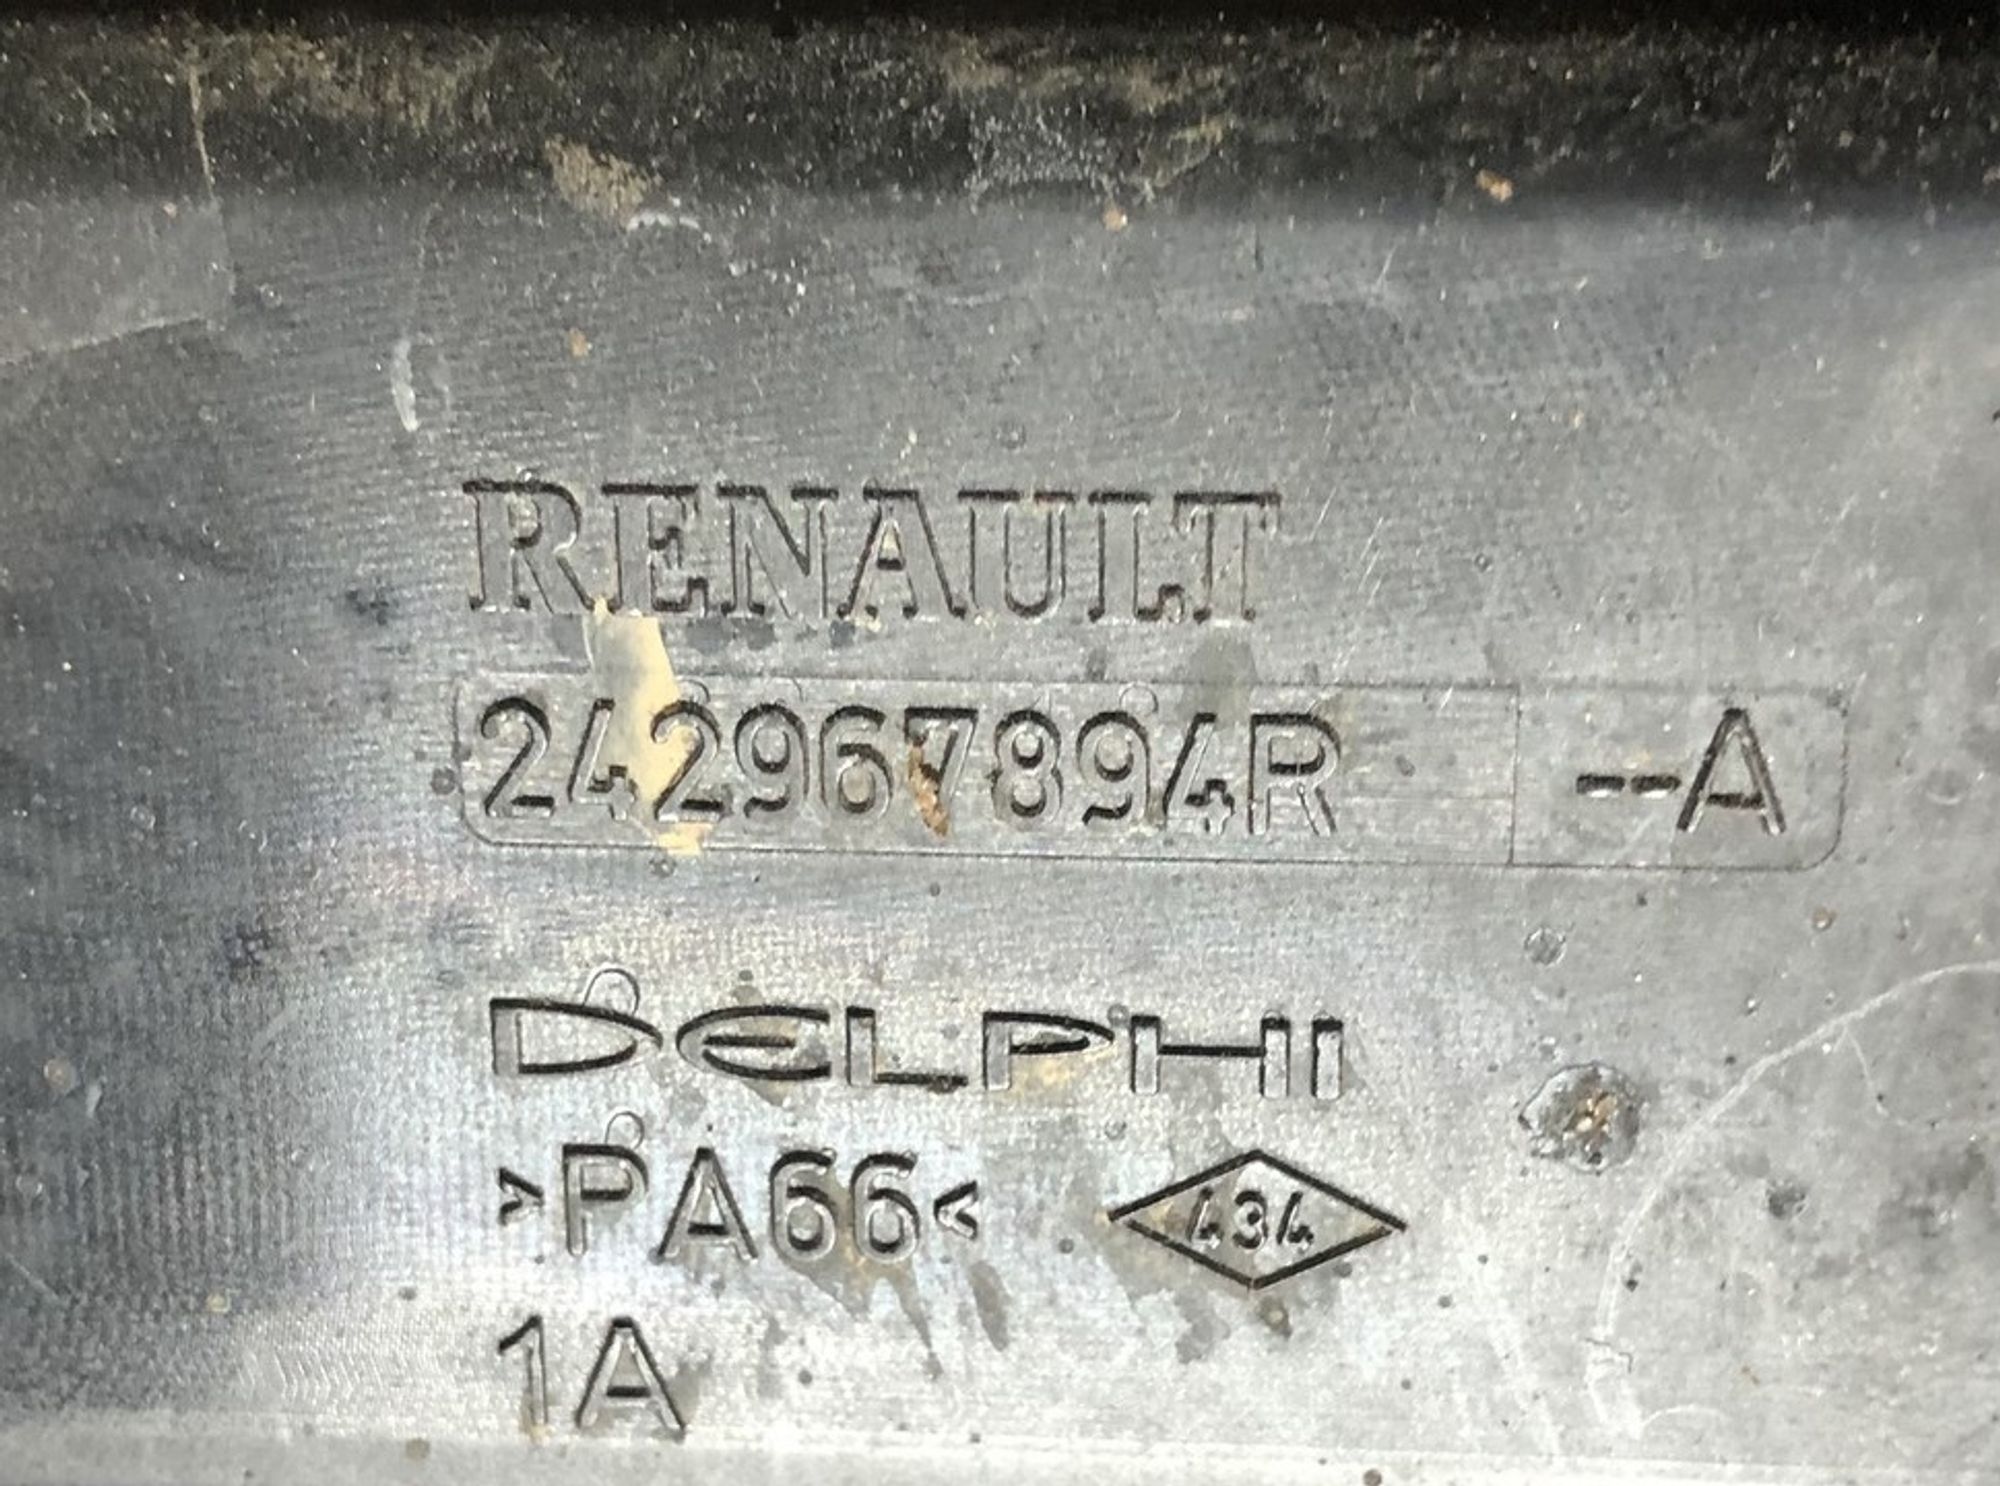 RENAULT
242967894R --A
DELPHI
>PA66< 434
1A